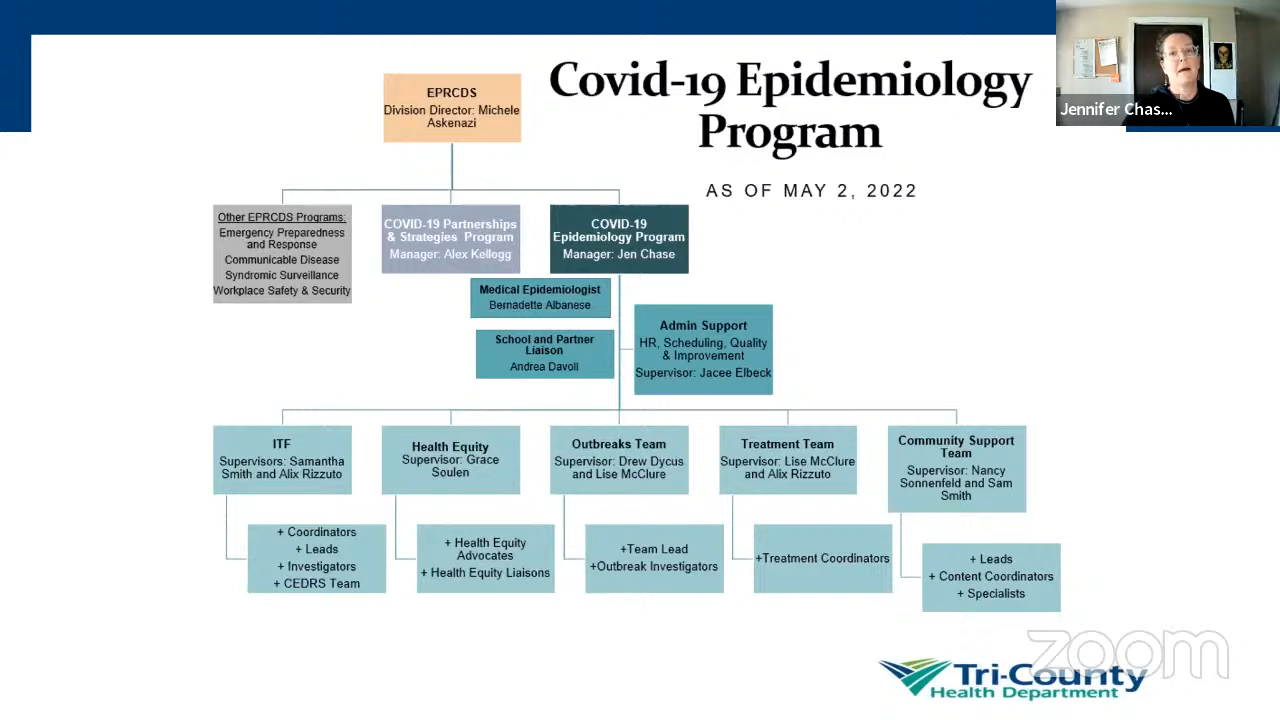 Covid-19 Epidemiology
Program
AS OF MAY 2, 2022
Jennifer Chas...
EPRCDS
Division Director: Michele
Askenazi
Other EPRCDS Programs:
Emergency Preparedness
and Response
Communicable Disease
Syndromic Surveillance
Workplace Safety & Security
COVID-19 Partnerships
& Strategies Program
Manager: Alex Kellogg
COVID-19
Epidemiology Program
Manager: Jen Chase
Medical Epidemiologist
Bernadette Albanese
School and Partner
Liaison
Andrea Davoll
Admin Support
HR, Scheduling, Quality
& Improvement
Supervisor: Jacee Elbeck
ITF
Supervisors: Samantha
Smith and Alix Rizzuto
Health Equity
Supervisor: Grace
Soulen
Outbreaks Team
Supervisor: Drew Dycus
and Lise McClure
Treatment Team
Supervisor: Lise McClure
and Alix Rizzuto
Community Support
Team
Supervisor: Nancy
Sonnenfeld and Sam
Smith
+ Coordinators
+ Leads
+ Investigators
+ CEDRS Team
+ Health Equity
Advocates
+ Health Equity Liaisons
+Team Lead
+Outbreak Investigators
+Treatment Coordinators
+ Leads
+ Content Coordinators
+ Specialists
zoom
Tri-County
Health Department